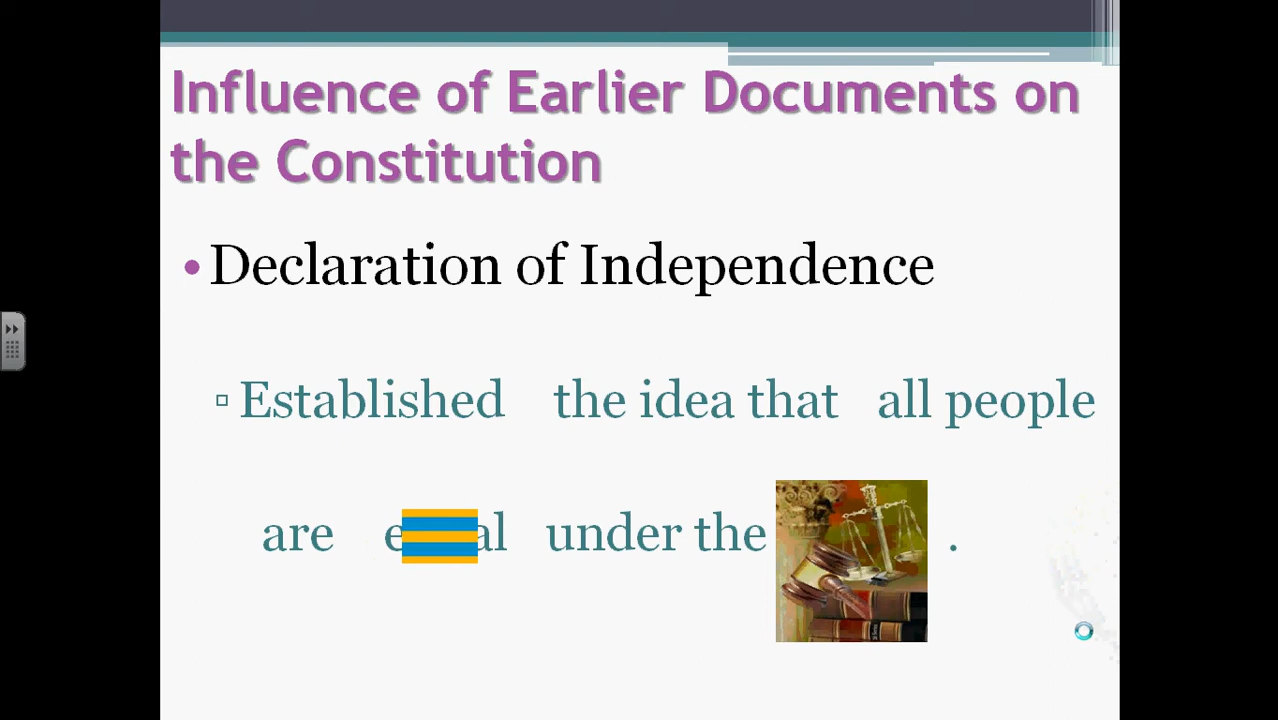 Influence of Earlier Documents on
the Constitution
•Declaration of Independence
▫Established the idea that all people
are under the .